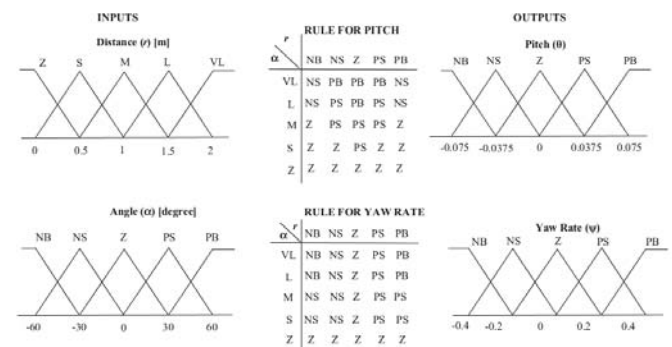 INPUTS
Distance (r) [m]
Z S M L VL
0 0.5 1 1.5 2
RULE FOR PITCH
r
α NB NS Z PS PB
VL NS PB PB PB NS
L NS PS PB PS NS
M Z PS PS PS Z
S Z Z PS Z Z
Z Z Z Z Z Z
OUTPUTS
Pitch (θ)
NB NS Z PS PB
-0.075 -0.0375 0 0.0375 0.075
Angle (α) [degree]
NB NS Z PS PB
-60 -30 0 30 60
RULE FOR YAW RATE
r
α NB NS Z PS PB
VL NB NS Z PS PB
L NB NS Z PS PB
M NS NS Z PS PS
S NS NS Z PS PS
Z Z Z Z Z Z
Yaw Rate (ψ)
NB NS Z PS PB
-0.4 -0.2 0 0.2 0.4